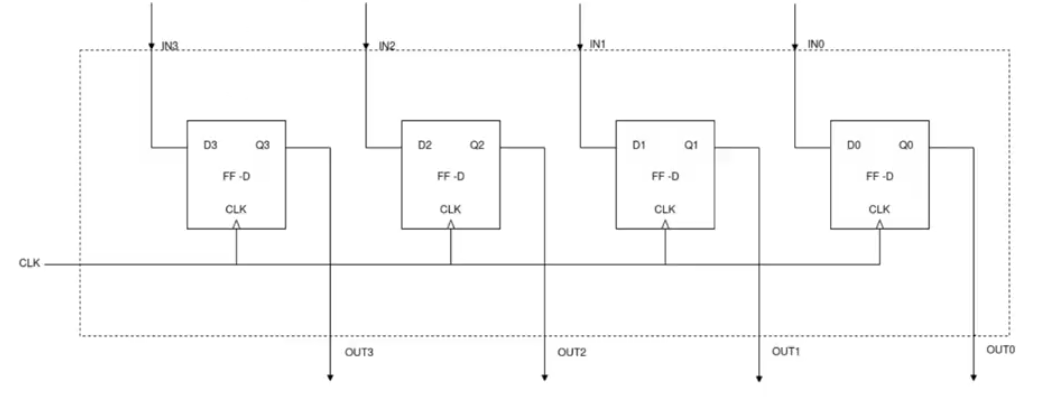 IN3 IN2 IN1 IN0
D3 Q3 D2 Q2 D1 Q1 D0 Q0
FF -D FF -D FF -D FF -D
CLK CLK CLK CLK
CLK
OUT3 OUT2 OUT1 OUT0